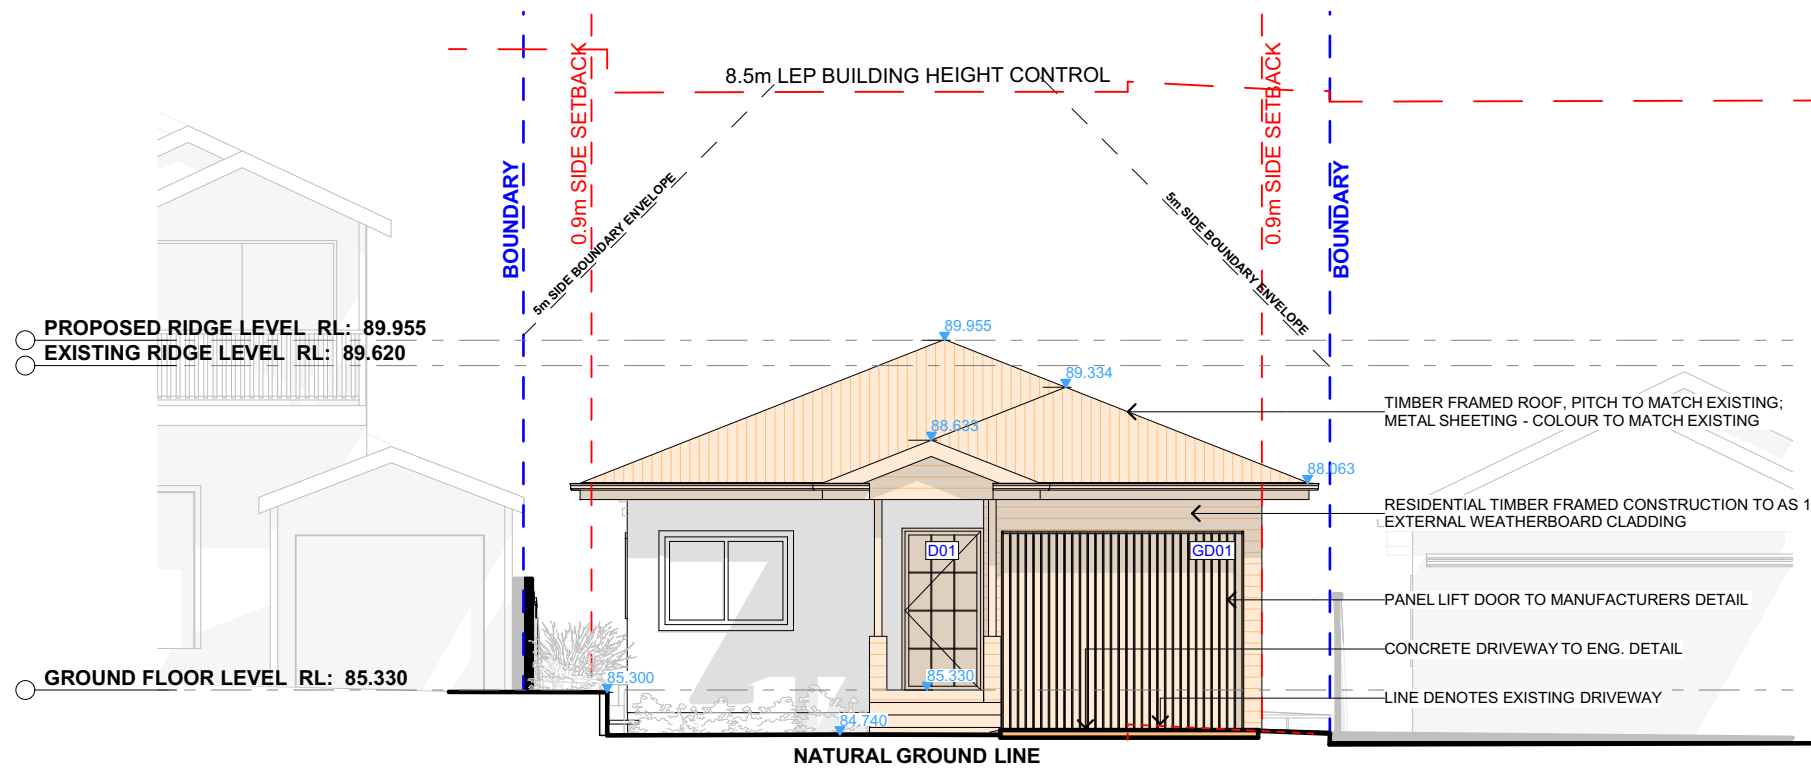 8.5m LEP BUILDING HEIGHT CONTROL
0.9m SIDE SETBACK
0.9m SIDE SETBACK
BOUNDARY
BOUNDARY
5m SIDE BOUNDARY ENVELOPE
5m SIDE BOUNDARY ENVELOPE
PROPOSED RIDGE LEVEL RL: 89.955
EXISTING RIDGE LEVEL RL: 89.620
89.955
89.334
88.633
88.063
TIMBER FRAMED ROOF, PITCH TO MATCH EXISTING;
METAL SHEETING - COLOUR TO MATCH EXISTING
RESIDENTIAL TIMBER FRAMED CONSTRUCTION TO AS 1
EXTERNAL WEATHERBOARD CLADDING
D01
GD01
PANEL LIFT DOOR TO MANUFACTURERS DETAIL
CONCRETE DRIVEWAY TO ENG. DETAIL
GROUND FLOOR LEVEL RL: 85.330
85.300
85.330
LINE DENOTES EXISTING DRIVEWAY
84.740
NATURAL GROUND LINE